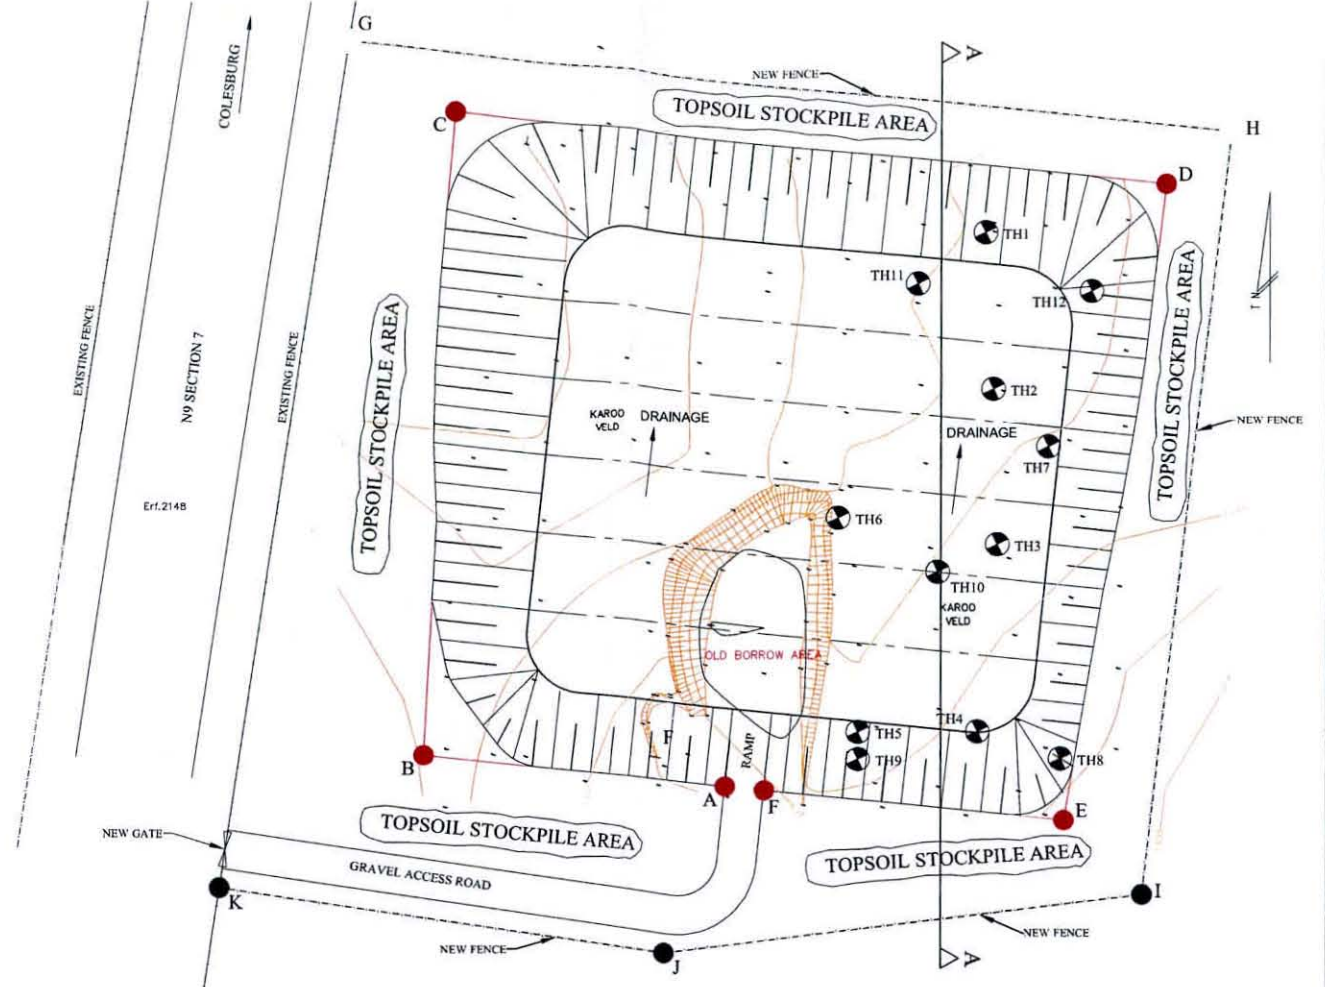 G
COLESBURG
A
NEW FENCE
TOPSOIL STOCKPILE AREA
H
C
D
TH1
TH11
TH12
N
EXISTING FENCE
N9 SECTION 7
EXISTING FENCE
TOPSOIL STOCKPILE AREA
TOPSOIL STOCKPILE AREA
TH2
KAROO
VELD
DRAINAGE
DRAINAGE
NEW FENCE
TH7
Erf.2148
TH6
TH3
TH10
KAROO
VELD
OLD BORROW AREA
F
RAMP
TH5
TH4
TH9
TH8
B
A
F
E
NEW GATE
TOPSOIL STOCKPILE AREA
TOPSOIL STOCKPILE AREA
GRAVEL ACCESS ROAD
K
I
NEW FENCE
NEW FENCE
J
A